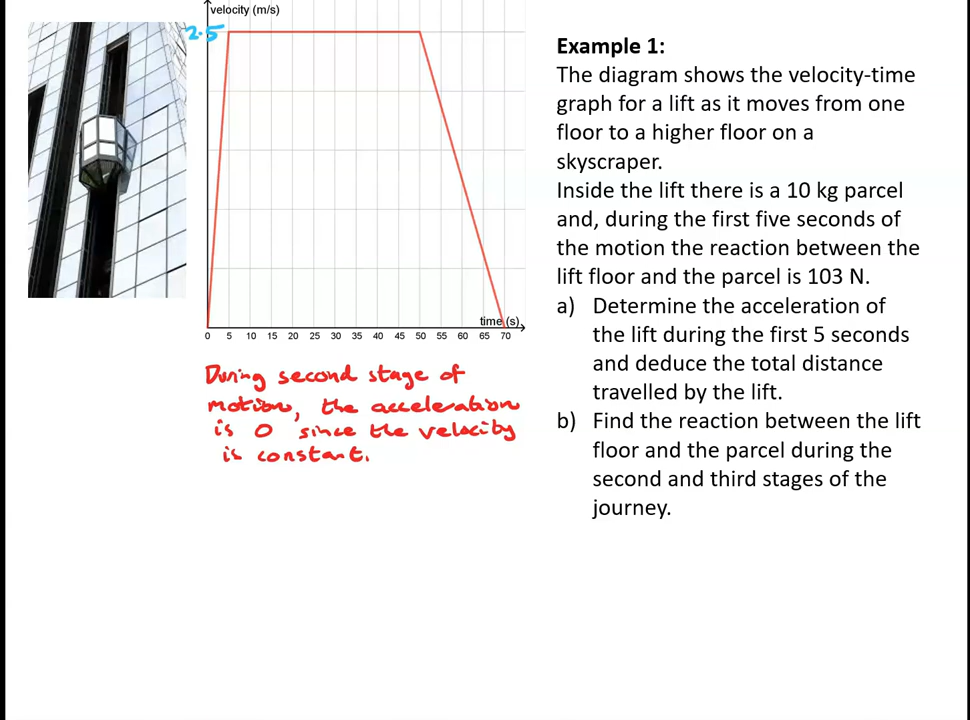 velocity (m/s)
2.5
time (s)
0 5 10 15 20 25 30 35 40 45 50 55 60 65 70
During second stage of
motion, the acceleration
is 0 since the velocity
is constant.
Example 1:
The diagram shows the velocity-time
graph for a lift as it moves from one
floor to a higher floor on a
skyscraper.
Inside the lift there is a 10 kg parcel
and, during the first five seconds of
the motion the reaction between the
lift floor and the parcel is 103 N.
a) Determine the acceleration of
the lift during the first 5 seconds
and deduce the total distance
travelled by the lift.
b) Find the reaction between the lift
floor and the parcel during the
second and third stages of the
journey.